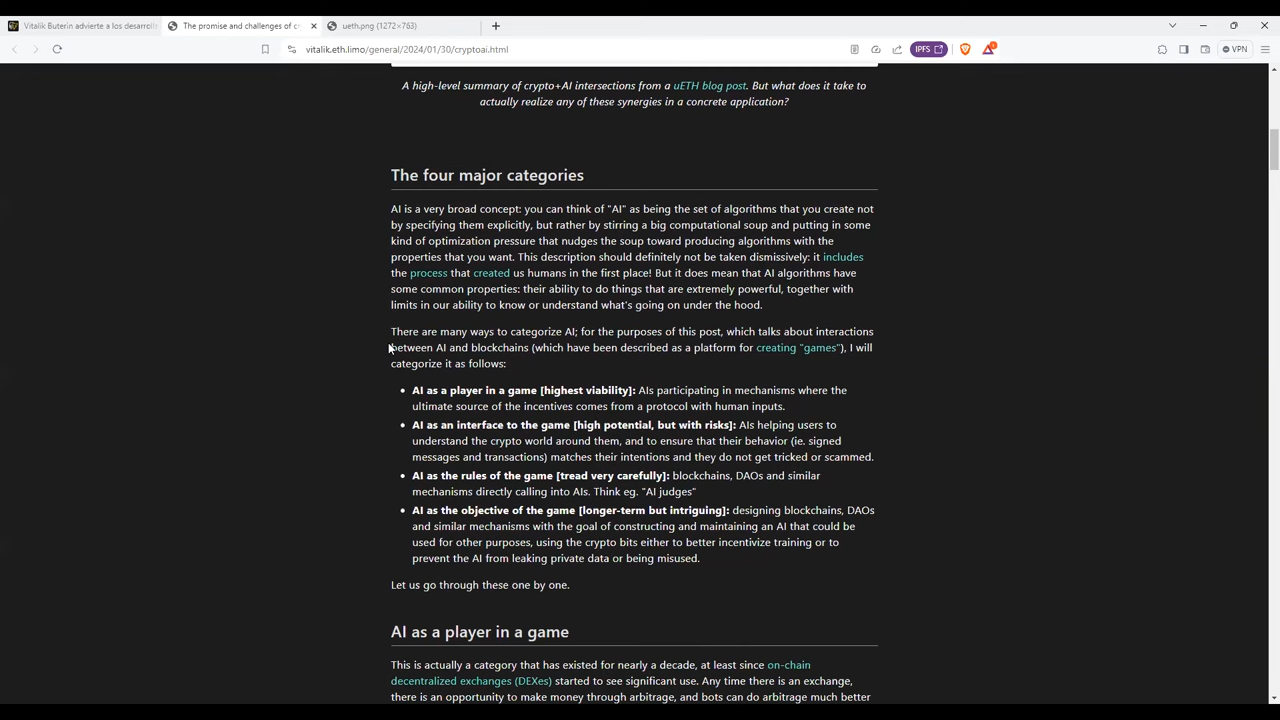 Vitalik Buterin advierte a los desarroll
The promise and challenges of cr
ueth.png (1272×763)
vitalik.eth.limo/general/2024/01/30/cryptoai.html
IPFS
VPN
A high-level summary of crypto+AI intersections from a uETH blog post. But what does it take to
actually realize any of these synergies in a concrete application?
The four major categories
AI is a very broad concept: you can think of "AI" as being the set of algorithms that you create not
by specifying them explicitly, but rather by stirring a big computational soup and putting in some
kind of optimization pressure that nudges the soup toward producing algorithms with the
properties that you want. This description should definitely not be taken dismissively: it includes
the process that created us humans in the first place! But it does mean that AI algorithms have
some common properties: their ability to do things that are extremely powerful, together with
limits in our ability to know or understand what's going on under the hood.
There are many ways to categorize AI; for the purposes of this post, which talks about interactions
between AI and blockchains (which have been described as a platform for creating "games"), I will
categorize it as follows:
• AI as a player in a game [highest viability]: AIs participating in mechanisms where the
ultimate source of the incentives comes from a protocol with human inputs.
• AI as an interface to the game [high potential, but with risks]: AIs helping users to
understand the crypto world around them, and to ensure that their behavior (ie. signed
messages and transactions) matches their intentions and they do not get tricked or scammed.
• AI as the rules of the game [tread very carefully]: blockchains, DAOs and similar
mechanisms directly calling into AIs. Think eg. "AI judges"
• AI as the objective of the game [longer-term but intriguing]: designing blockchains, DAOs
and similar mechanisms with the goal of constructing and maintaining an AI that could be
used for other purposes, using the crypto bits either to better incentivize training or to
prevent the AI from leaking private data or being misused.
Let us go through these one by one.
AI as a player in a game
This is actually a category that has existed for nearly a decade, at least since on-chain
decentralized exchanges (DEXes) started to see significant use. Any time there is an exchange,
there is an opportunity to make money through arbitrage, and bots can do arbitrage much better